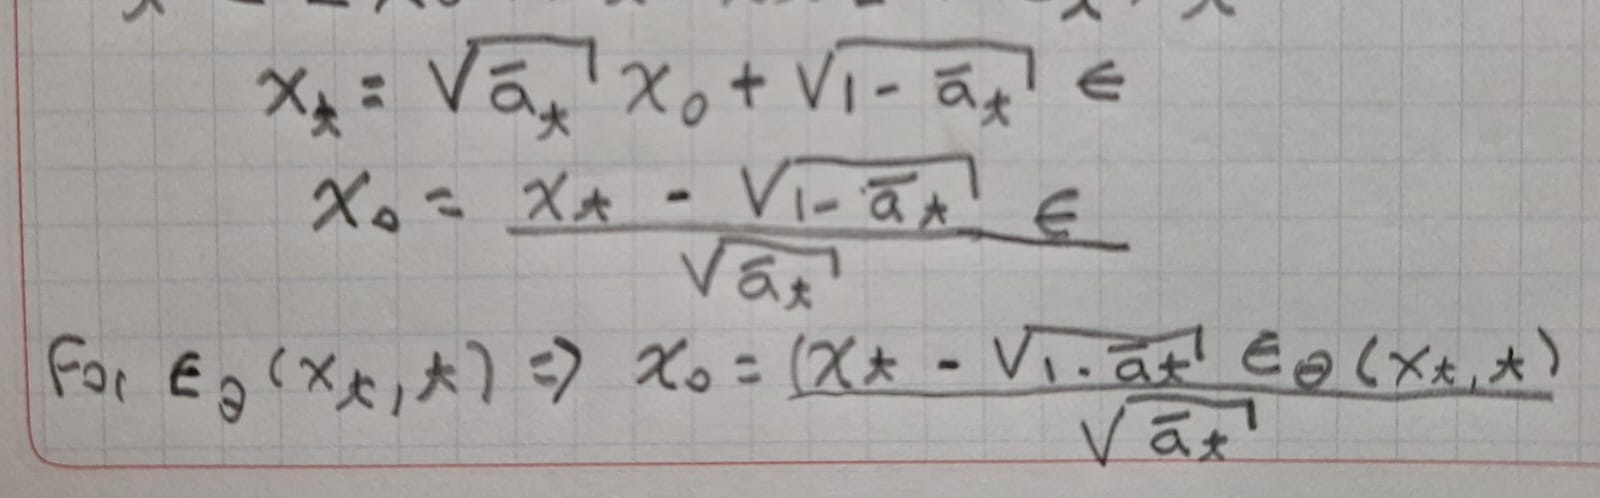 x_t = √(ā_t) x_0 + √(1 - ā_t) ϵ
x_0 = (x_t - √(1 - ā_t) ϵ) / √(ā_t)
For ϵ_θ(x_t, t) => x_0 = (x_t - √(1 - ā_t) ϵ_θ(x_t, t) / √(ā_t)